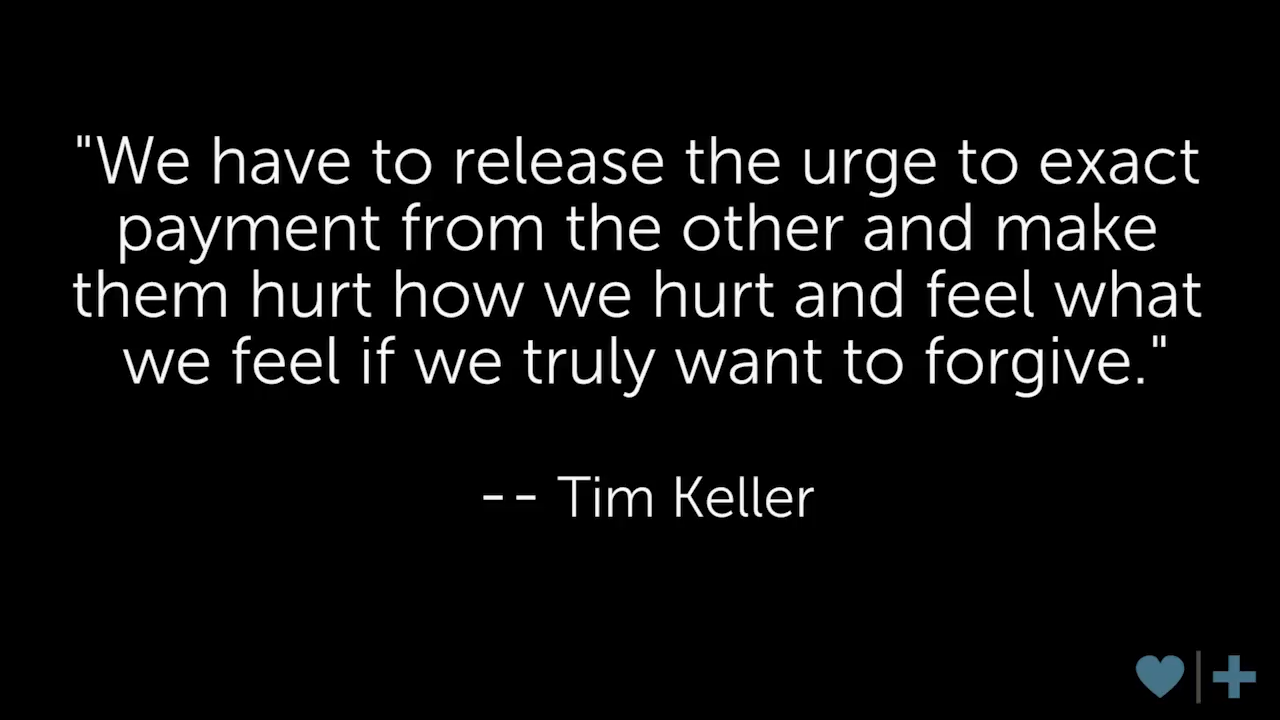 "We have to release the urge to exact
payment from the other and make
them hurt how we hurt and feel what
we feel if we truly want to forgive."
-- Tim Keller